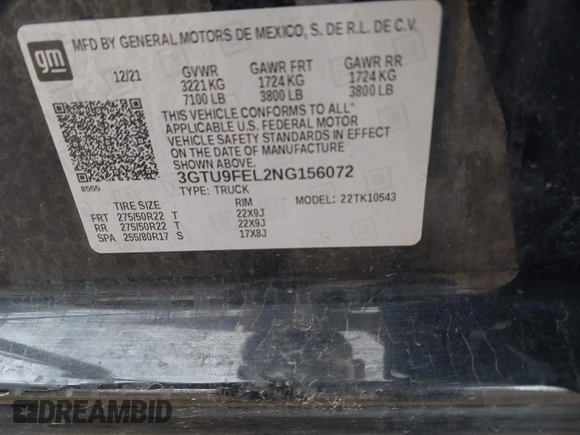 gm
MFD BY GENERAL MOTORS DE MEXICO, S. DE R.L. DE C.V.
12/21 GVWR GAWR FRT GAWR RR
3221 KG 1724 KG 1724 KG
7100 LB 3800 LB 3800 LB
THIS VEHICLE CONFORMS TO ALL
APPLICABLE U.S. FEDERAL MOTOR
VEHICLE SAFETY STANDARDS IN EFFECT
ON THE DATE OF MANUFACTURE
SHOWN ABOVE.
8555
3GTU9FEL2NG156072
TYPE: TRUCK MODEL: 22TK10543
TIRE SIZE RIM
FRT 275/50R22 T 22X9J
RR 275/50R22 T 22X9J
SPA 255/80R17 S 17X8J
DREAMBID